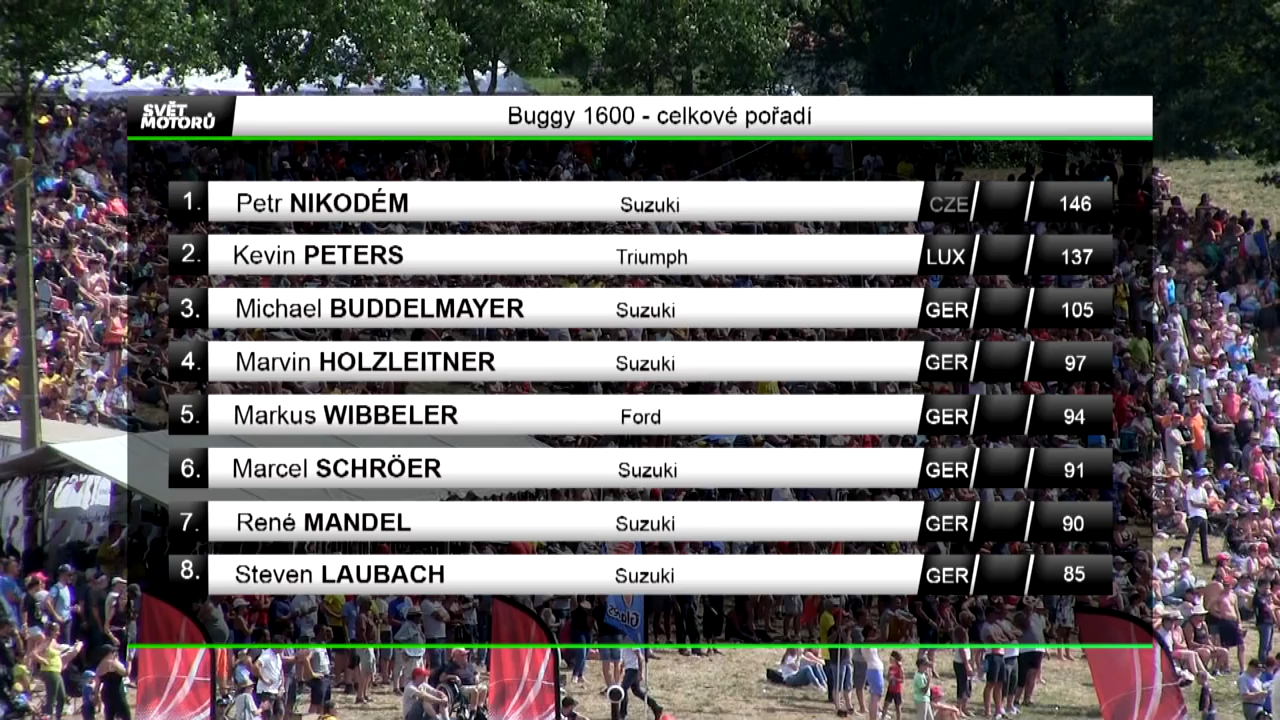 SVĚT
MOTORŮ
Buggy 1600 - celkové pořadí
1. Petr NIKODÉM Suzuki CZE 146
2. Kevin PETERS Triumph LUX 137
3. Michael BUDDELMAYER Suzuki GER 105
4. Marvin HOLZLEITNER Suzuki GER 97
5. Markus WIBBELER Ford GER 94
6. Marcel SCHRÖER Suzuki GER 91
7. René MANDEL Suzuki GER 90
8. Steven LAUBACH Suzuki GER 85